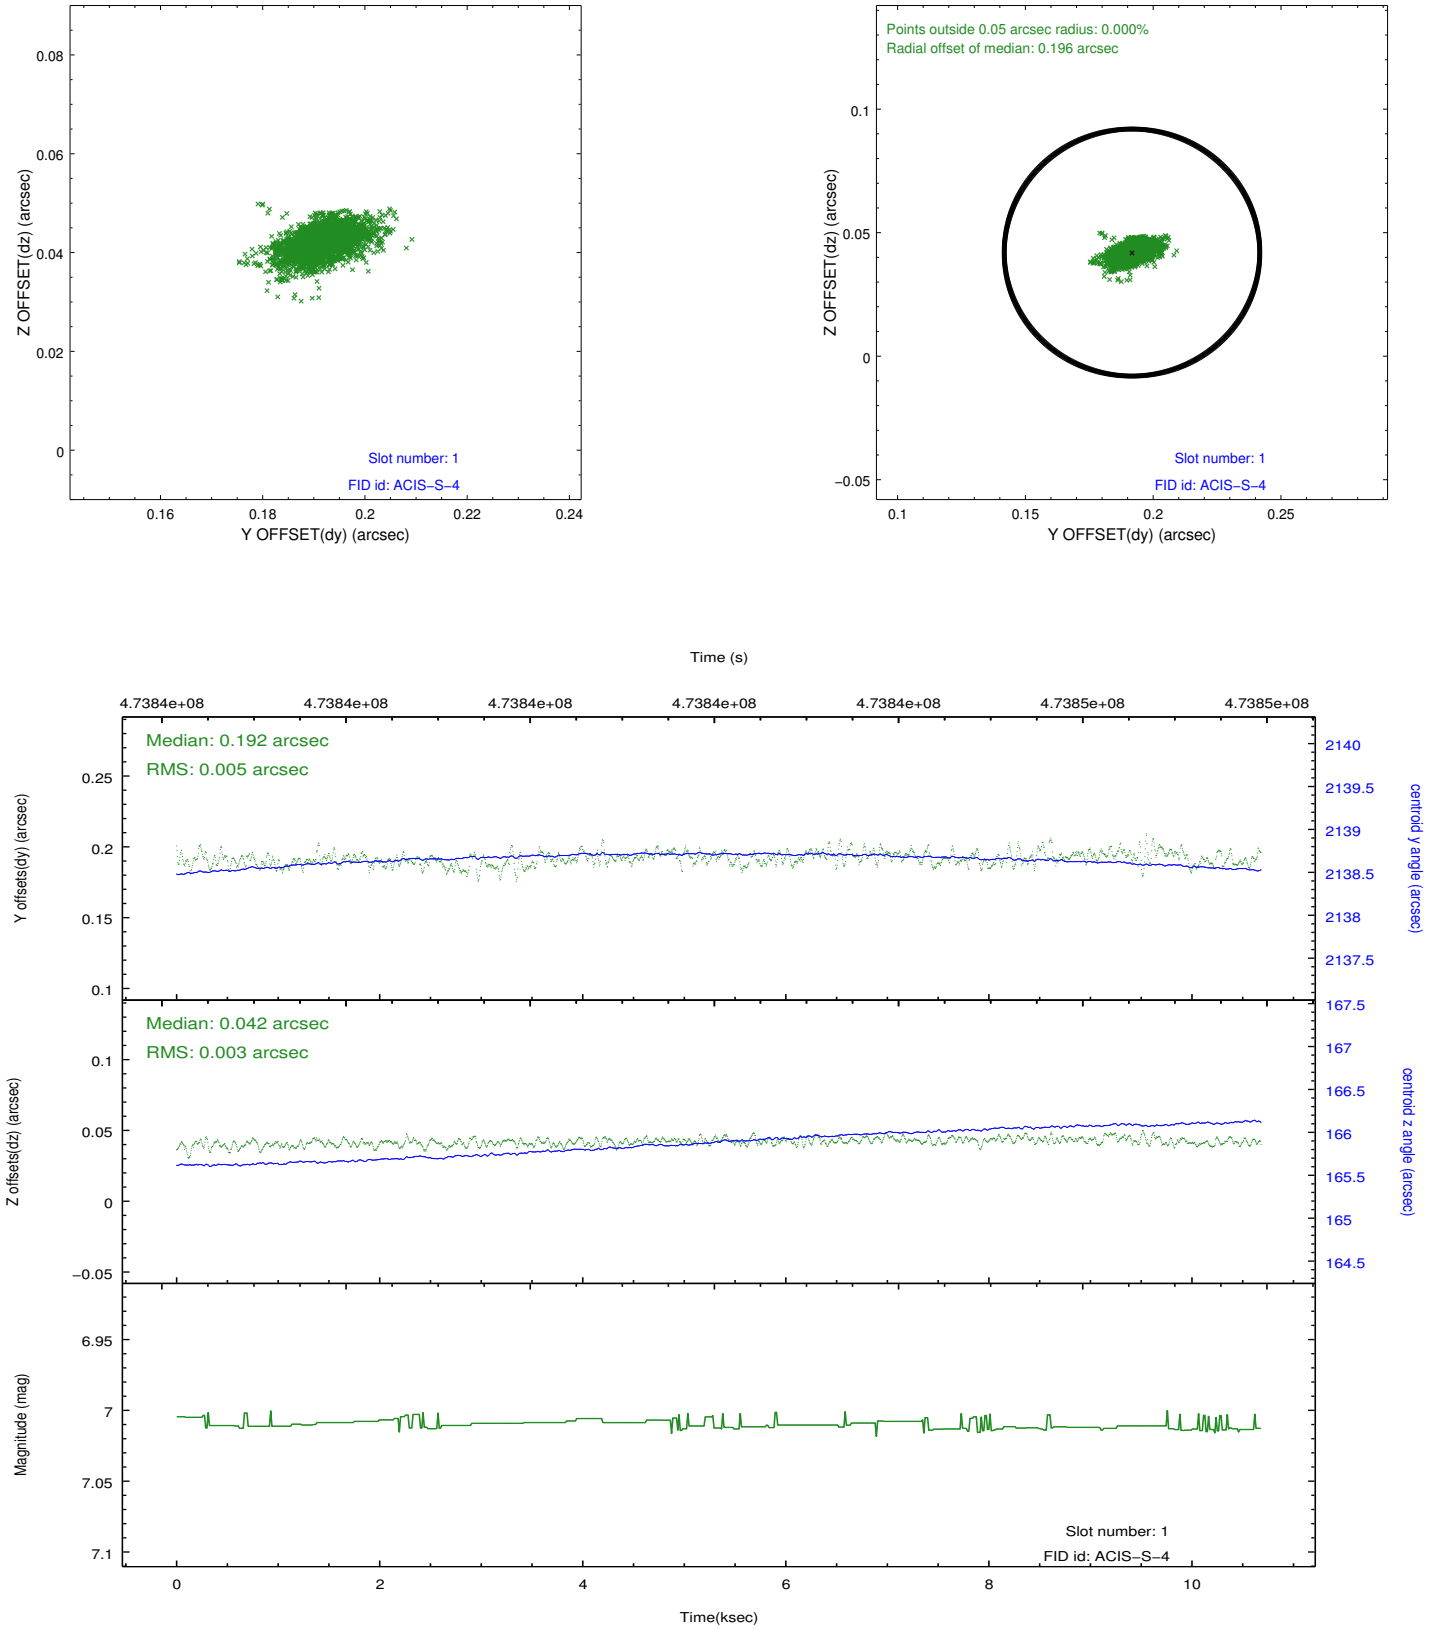 0.08
0.06
0.04
0.02
0
Z OFFSET(dz) (arcsec)
Slot number: 1
FID id: ACIS−S−4
0.16 0.18 0.2 0.22 0.24
Y OFFSET(dy) (arcsec)
Points outside 0.05 arcsec radius: 0.000%
Radial offset of median: 0.196 arcsec
0.1
0.05
0
−0.05
Z OFFSET(dz) (arcsec)
Slot number: 1
FID id: ACIS−S−4
0.1 0.15 0.2 0.25
Y OFFSET(dy) (arcsec)
Time (s)
4.7384e+08 4.7384e+08 4.7384e+08 4.7384e+08 4.7384e+08 4.7385e+08 4.7385e+08
Median: 0.192 arcsec
RMS: 0.005 arcsec
0.25
0.2
0.15
0.1
Y offsets(dy) (arcsec)
2140
2139.5
2139
2138.5
2138
2137.5
centroid y angle (arcsec)
Median: 0.042 arcsec
RMS: 0.003 arcsec
0.1
0.05
0
−0.05
Z offsets(dz) (arcsec)
167.5
167
166.5
166
165.5
165
164.5
centroid z angle (arcsec)
6.95
7
7.05
7.1
Magnitude (mag)
Slot number: 1
FID id: ACIS−S−4
0 2 4 6 8 10
Time(ksec)